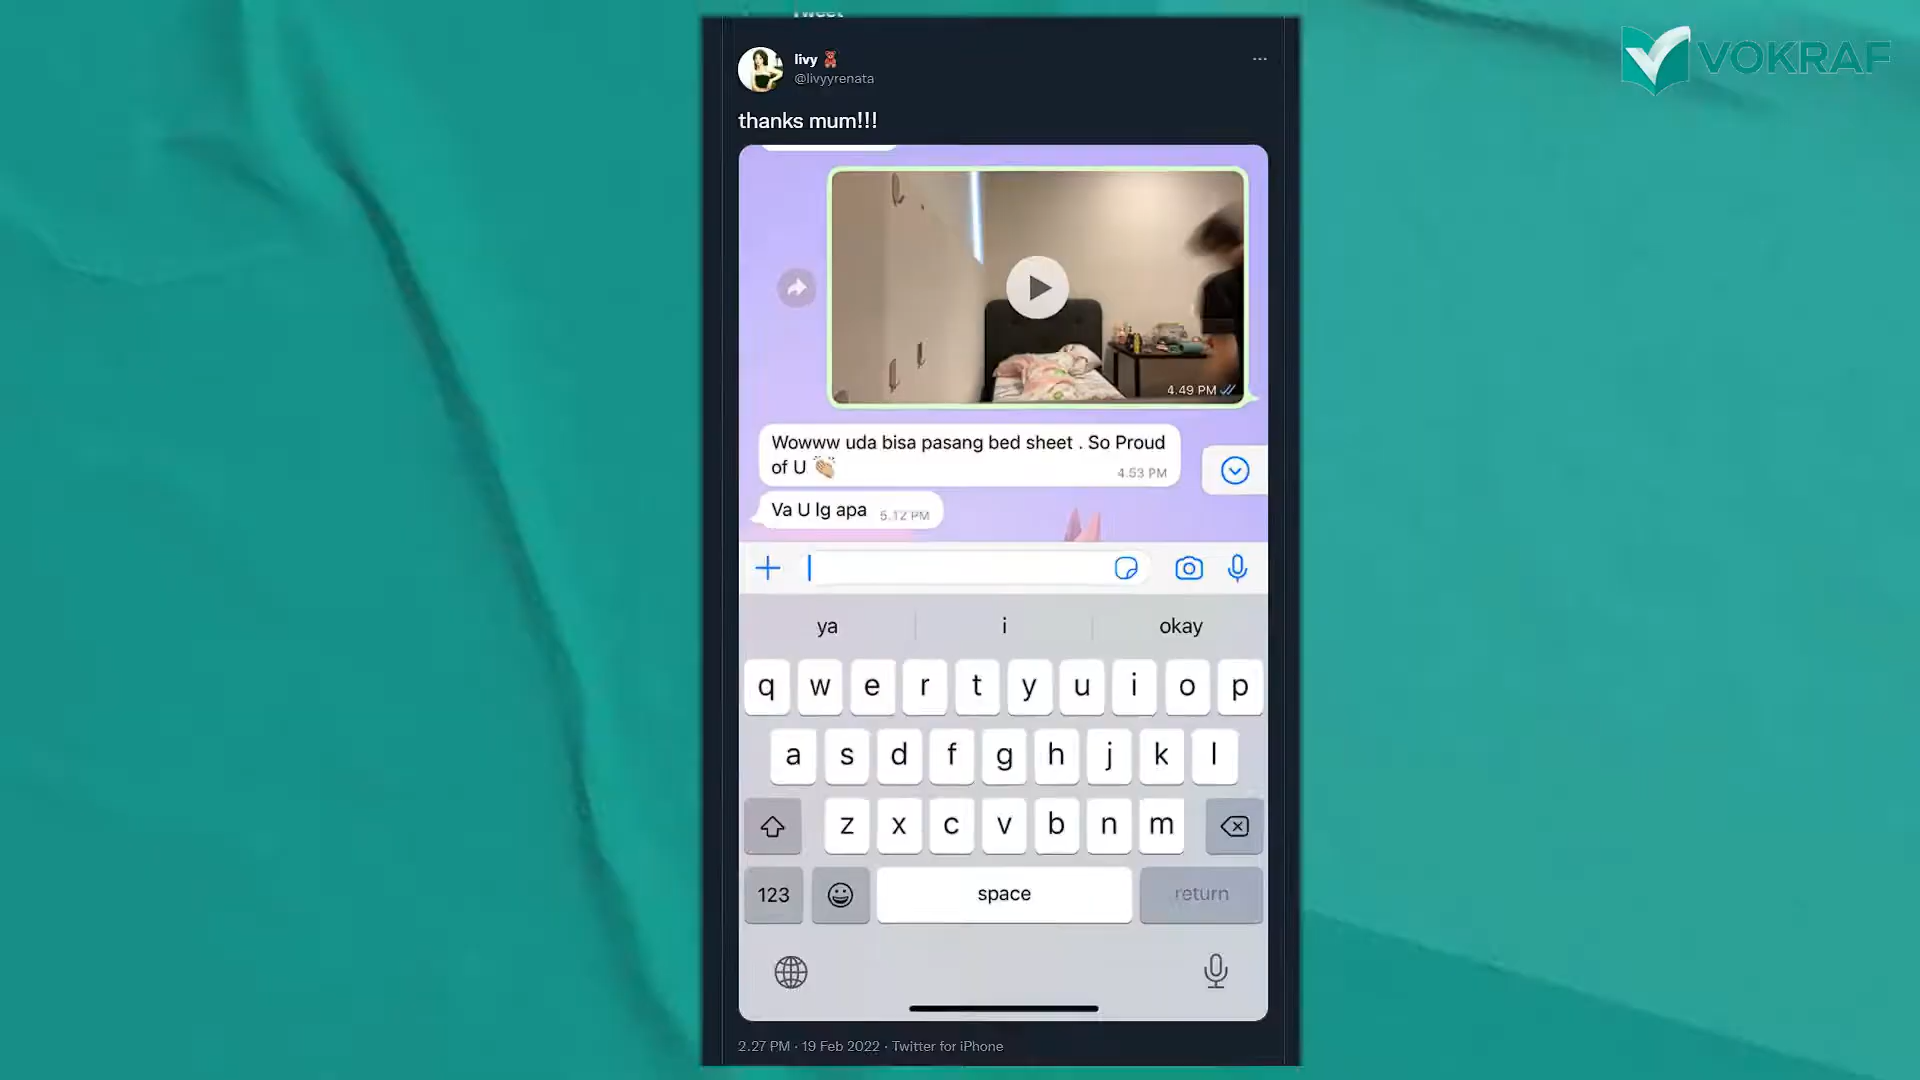 VOKRAF
Tweet
livy
@livyyrenata
thanks mum!!!
4.49 PM
Wowww uda bisa pasang bed sheet . So Proud
of U
4.53 PM
Va U lg apa
5.12 PM
ya i okay
q w e r t y u i o p
a s d f g h j k l
z x c v b n m
123 space return
2.27 PM · 19 Feb 2022 · Twitter for iPhone